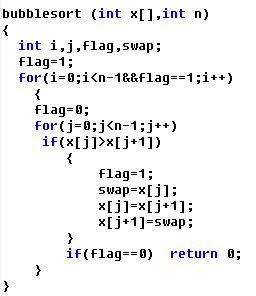 bubblesort (int x[],int n)
{
int i,j,flag,swap;
flag=1;
for(i=0;i<n-1&&flag==1;i++)
{
flag=0;
for(j=0;j<n-1;j++)
if(x[j]>x[j+1])
{
flag=1;
swap=x[j];
x[j]=x[j+1];
x[j+1]=swap;
}
if(flag==0)  return 0;
}
}